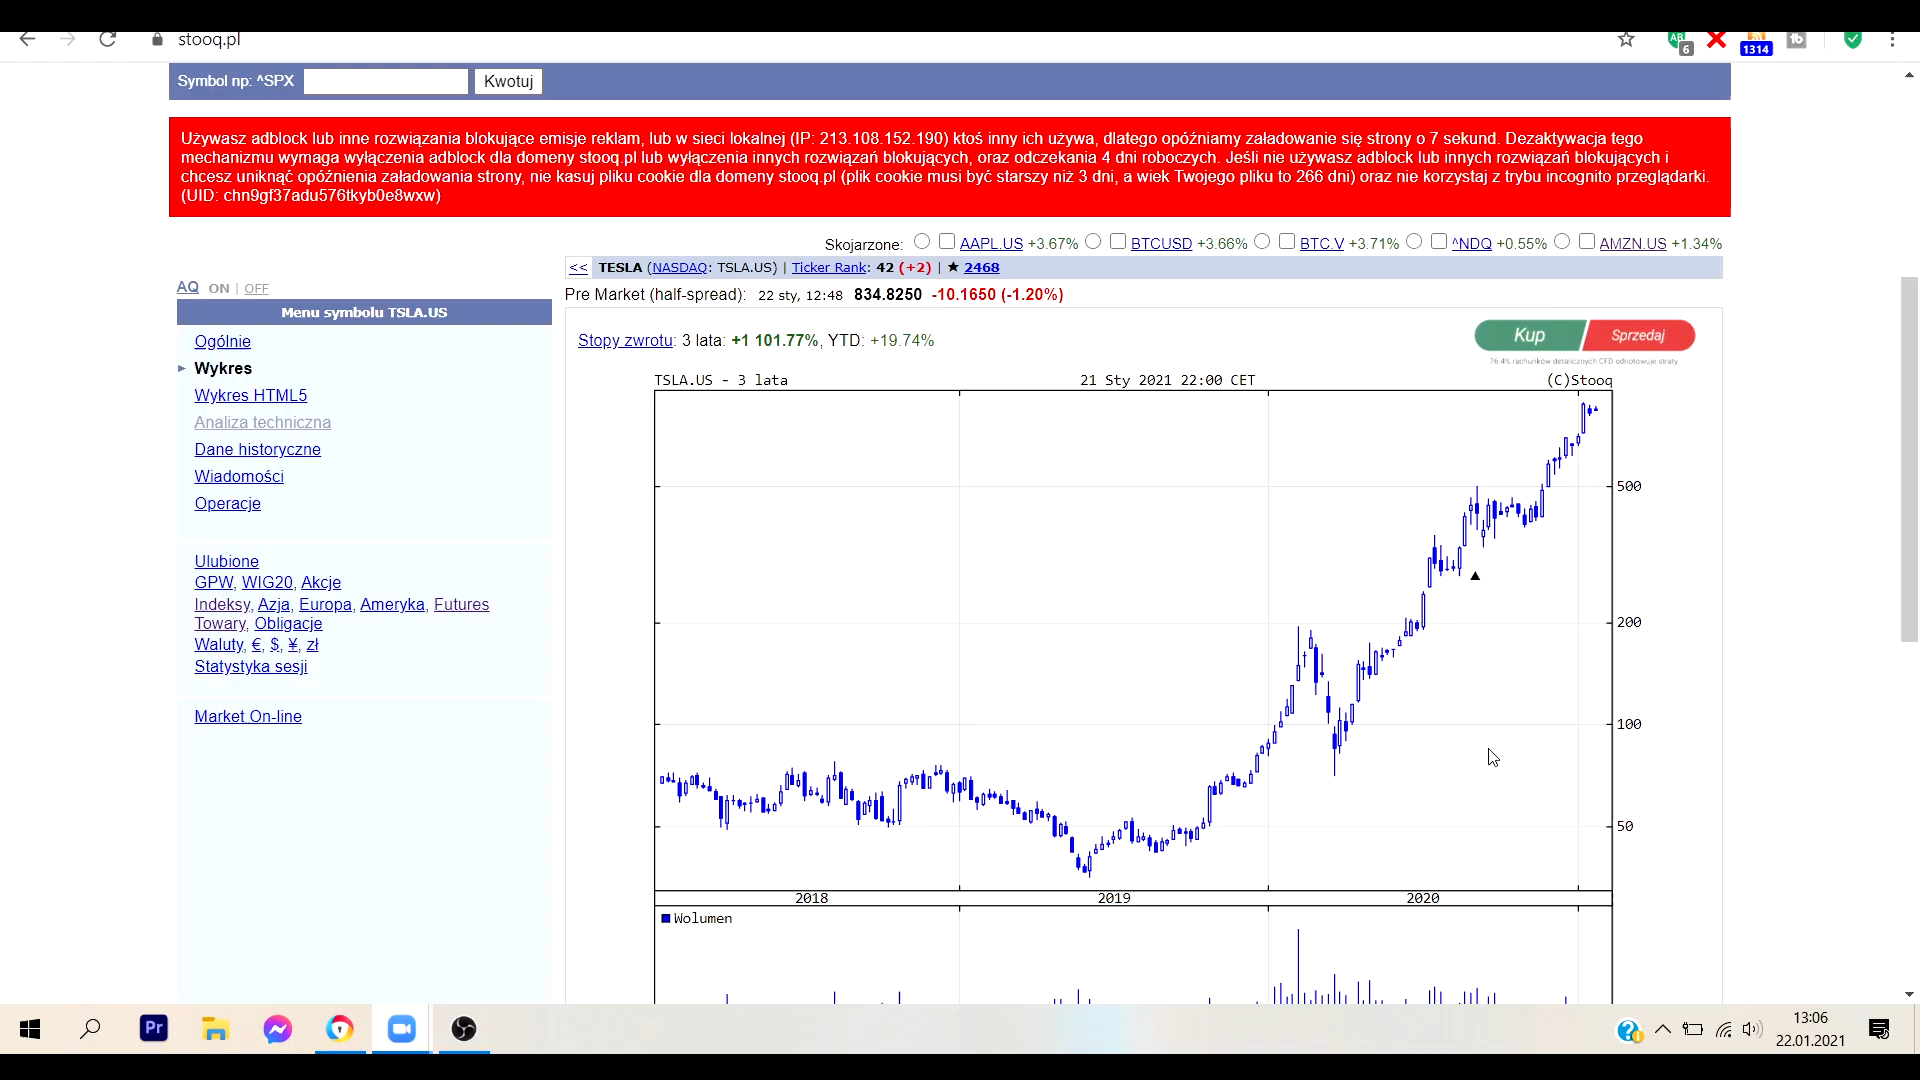 stooq.pl
6
1314
Symbol np: ^SPX
Kwotuj
Używasz adblock lub inne rozwiązania blokujące emisje reklam, lub w sieci lokalnej (IP: 213.108.152.190) ktoś inny ich używa, dlatego opóźniamy załadowanie się strony o 7 sekund. Dezaktywacja tego
mechanizmu wymaga wyłączenia adblock dla domeny stooq.pl lub wyłączenia innych rozwiązań blokujących, oraz odczekania 4 dni roboczych. Jeśli nie używasz adblock lub innych rozwiązań blokujących i
chcesz uniknąć opóźnienia załadowania strony, nie kasuj pliku cookie dla domeny stooq.pl (plik cookie musi być starszy niż 3 dni, a wiek Twojego pliku to 266 dni) oraz nie korzystaj z trybu incognito przeglądarki.
(UID: chn9gf37adu576tkyb0e8wxw)
Skojarzone: AAPL.US +3.67% BTCUSD +3.66% BTC.V +3.71% ^NDQ +0.55% AMZN.US +1.34%
<< TESLA (NASDAQ: TSLA.US) | Ticker Rank: 42 (+2) | ★ 2468
AQ ON | OFF
Pre Market (half-spread): 22 sty, 12:48 834.8250 -10.1650 (-1.20%)
Menu symbolu TSLA.US
Ogólnie
Wykres
Wykres HTML5
Analiza techniczna
Dane historyczne
Wiadomości
Operacje
Ulubione
GPW, WIG20, Akcje
Indeksy, Azja, Europa, Ameryka, Futures
Towary, Obligacje
Waluty, €, $, ¥, zł
Statystyka sesji
Market On-line
Stopy zwrotu: 3 lata: +1 101.77%, YTD: +19.74%
Kup Sprzedaj
76.4% rachunków detalicznych CFD odnotowuje straty.
TSLA.US - 3 lata 21 Sty 2021 22:00 CET (C)Stooq
500
200
100
50
2018 2019 2020
Wolumen
Pr
13:06
22.01.2021